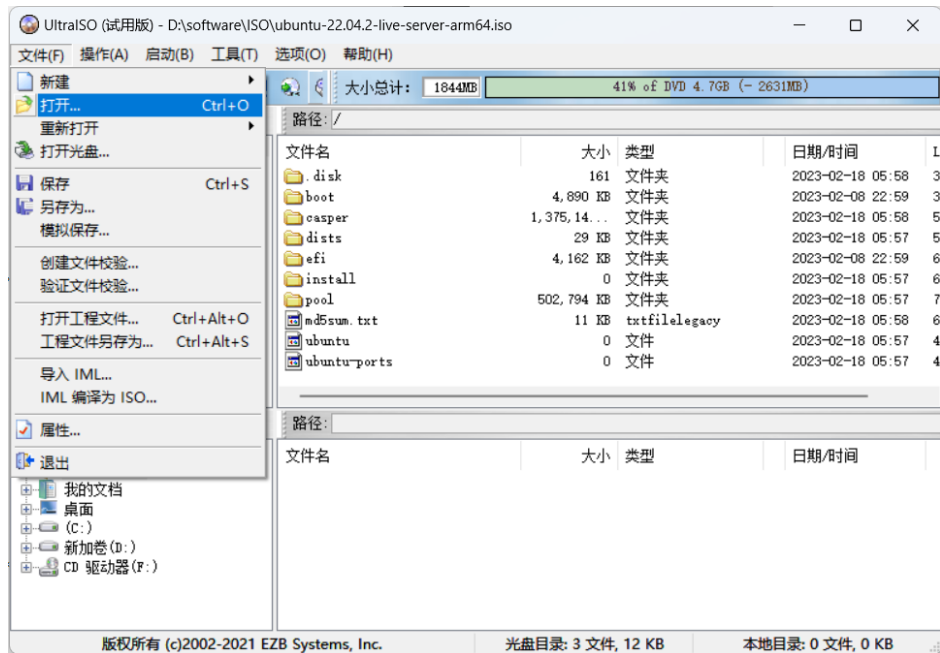 UltraISO (试用版) - D:\software\ISO\ubuntu-22.04.2-live-server-arm64.iso
文件(F) 操作(A) 启动(B) 工具(T) 选项(O) 帮助(H)
新建
打开... Ctrl+O
重新打开
打开光盘...
保存 Ctrl+S
另存为...
模拟保存...
创建文件校验...
验证文件校验...
打开工程文件... Ctrl+Alt+O
工程文件另存为... Ctrl+Alt+S
导入 IML...
IML 编译为 ISO...
属性...
退出
我的文档
桌面
(C:)
新加卷(D:)
CD 驱动器(F:)
大小总计: 1844MB 41% of DVD 4.7GB (- 2631MB)
路径: /
文件名 大小 类型 日期/时间 L
.disk 161 文件夹 2023-02-18 05:58 3
boot 4,890 KB 文件夹 2023-02-08 22:59 3
casper 1,375,14... 文件夹 2023-02-18 05:58 5
dists 29 KB 文件夹 2023-02-18 05:57 5
efi 4,162 KB 文件夹 2023-02-08 22:59 6
install 0 文件夹 2023-02-18 05:57 6
pool 502,794 KB 文件夹 2023-02-18 05:57 7
md5sum.txt 11 KB txtfilelegacy 2023-02-18 05:58 6
ubuntu 0 文件 2023-02-18 05:57 4
ubuntu-ports 0 文件 2023-02-18 05:57 4
路径:
文件名 大小 类型 日期/时间
版权所有 (c)2002-2021 EZB Systems, Inc. 光盘目录: 3 文件, 12 KB 本地目录: 0 文件, 0 KB